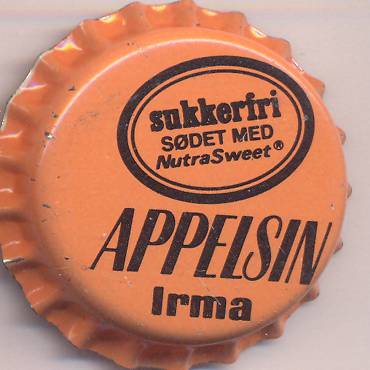 sukkerfri
SØDET MED
NutraSweet®
APPELSIN
Irma